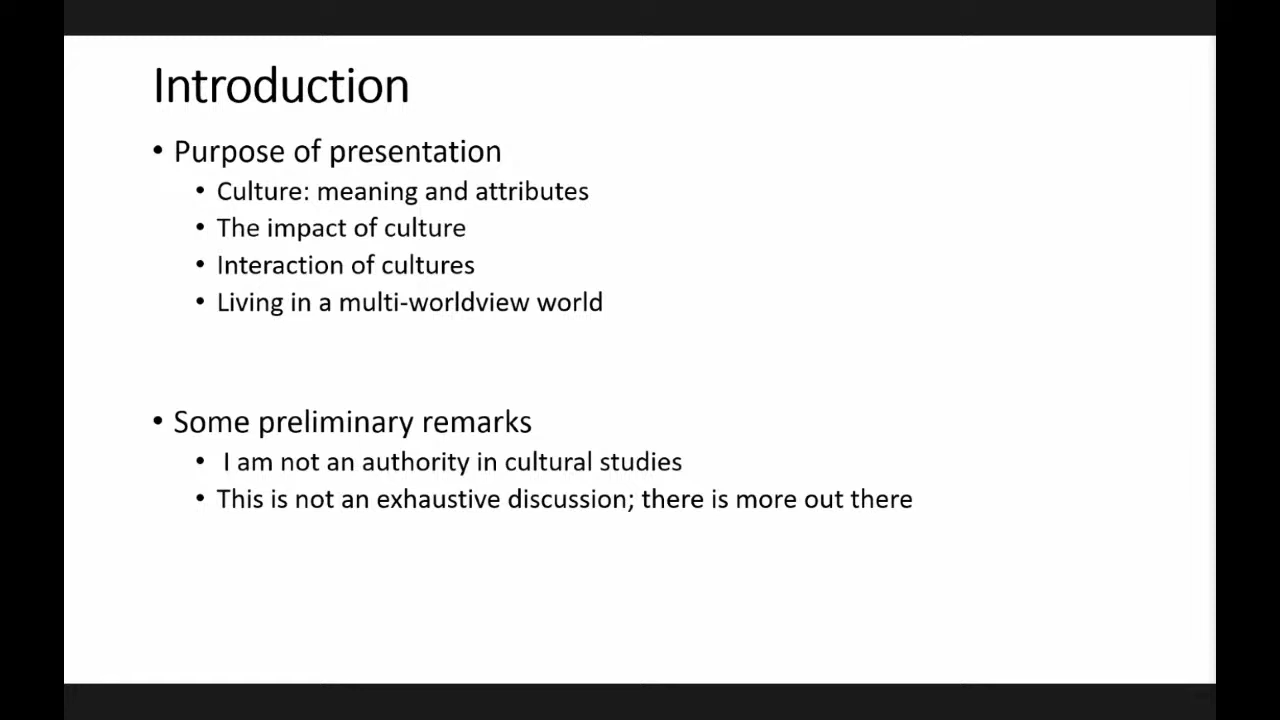 Introduction
• Purpose of presentation
• Culture: meaning and attributes
• The impact of culture
• Interaction of cultures
• Living in a multi-worldview world
• Some preliminary remarks
• I am not an authority in cultural studies
• This is not an exhaustive discussion; there is more out there